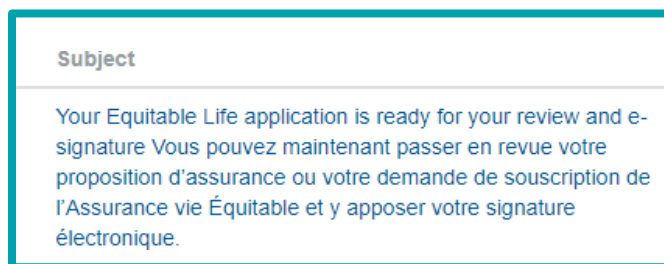 Subject
Your Equitable Life application is ready for your review and e-
signature Vous pouvez maintenant passer en revue votre
proposition d’assurance ou votre demande de souscription de
l’Assurance vie Équitable et y apposer votre signature
électronique.